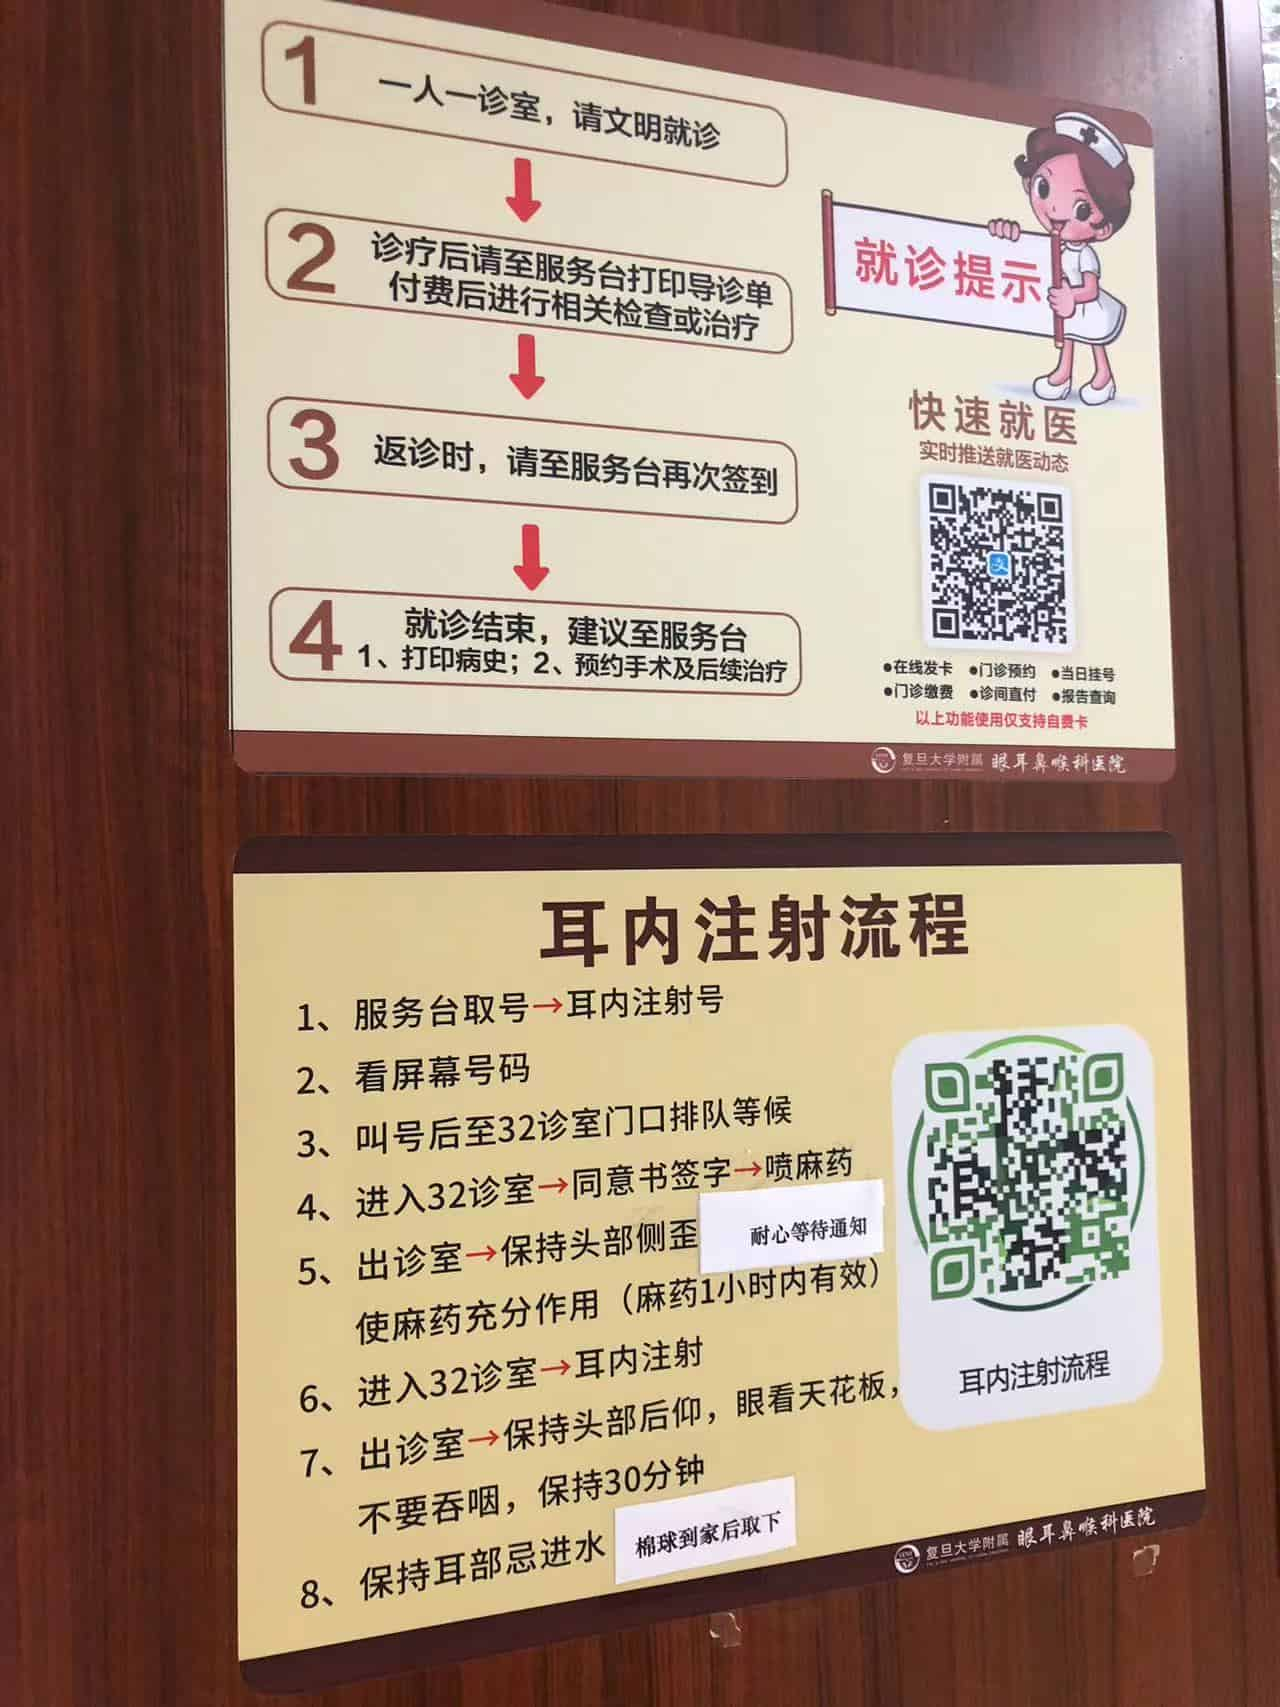 1 一人一诊室，请文明就诊
2 诊疗后请至服务台打印导诊单
付费后进行相关检查或治疗
3 返诊时，请至服务台再次签到
4 就诊结束，建议至服务台
1、打印病史；2、预约手术及后续治疗
就诊提示
快速就医
实时推送就医动态
支
●在线发卡 ●门诊预约 ●当日挂号
●门诊缴费 ●诊间直付 ●报告查询
以上功能使用仅支持自费卡
复旦大学附属 眼耳鼻喉科医院
耳内注射流程
1、服务台取号→耳内注射号
2、看屏幕号码
3、叫号后至32诊室门口排队等候
4、进入32诊室→同意书签字→喷麻药
5、出诊室→保持头部侧歪 耐心等待通知
使麻药充分作用（麻药1小时内有效）
6、进入32诊室→耳内注射
7、出诊室→保持头部后仰，眼看天花板，
不要吞咽，保持30分钟
8、保持耳部忌进水 棉球到家后取下
耳内注射流程
复旦大学附属 眼耳鼻喉科医院